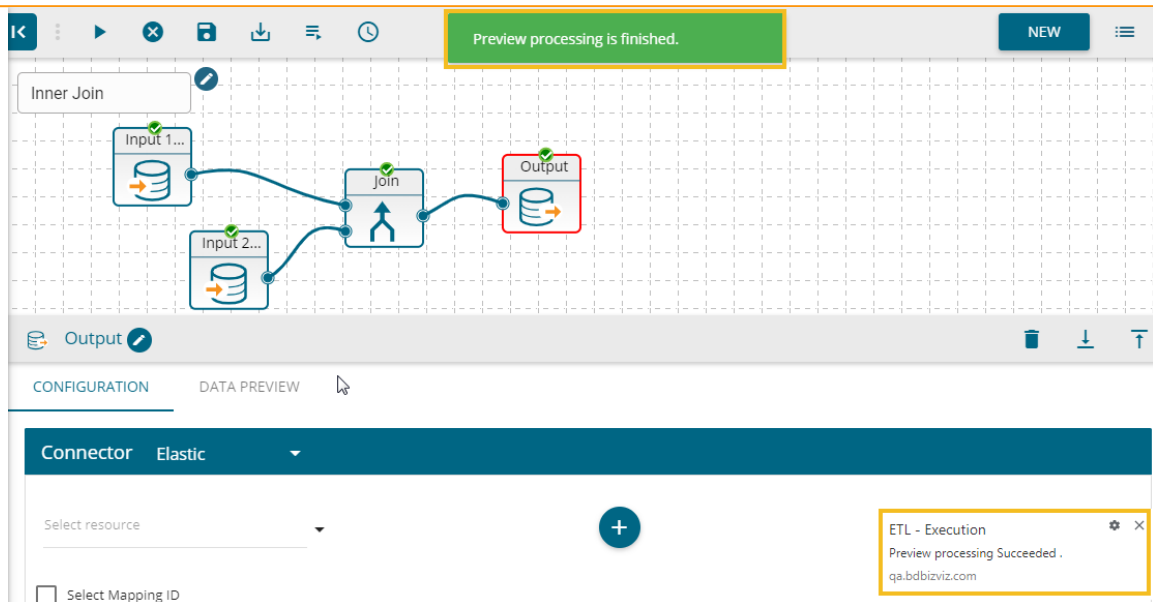 Preview processing is finished.
NEW
Inner Join
Input 1...
Join
Output
Input 2...
Output
CONFIGURATION
DATA PREVIEW
Connector
Elastic
Select resource
ETL - Execution
Preview processing Succeeded .
qa.bdbizviz.com
Select Mapping ID